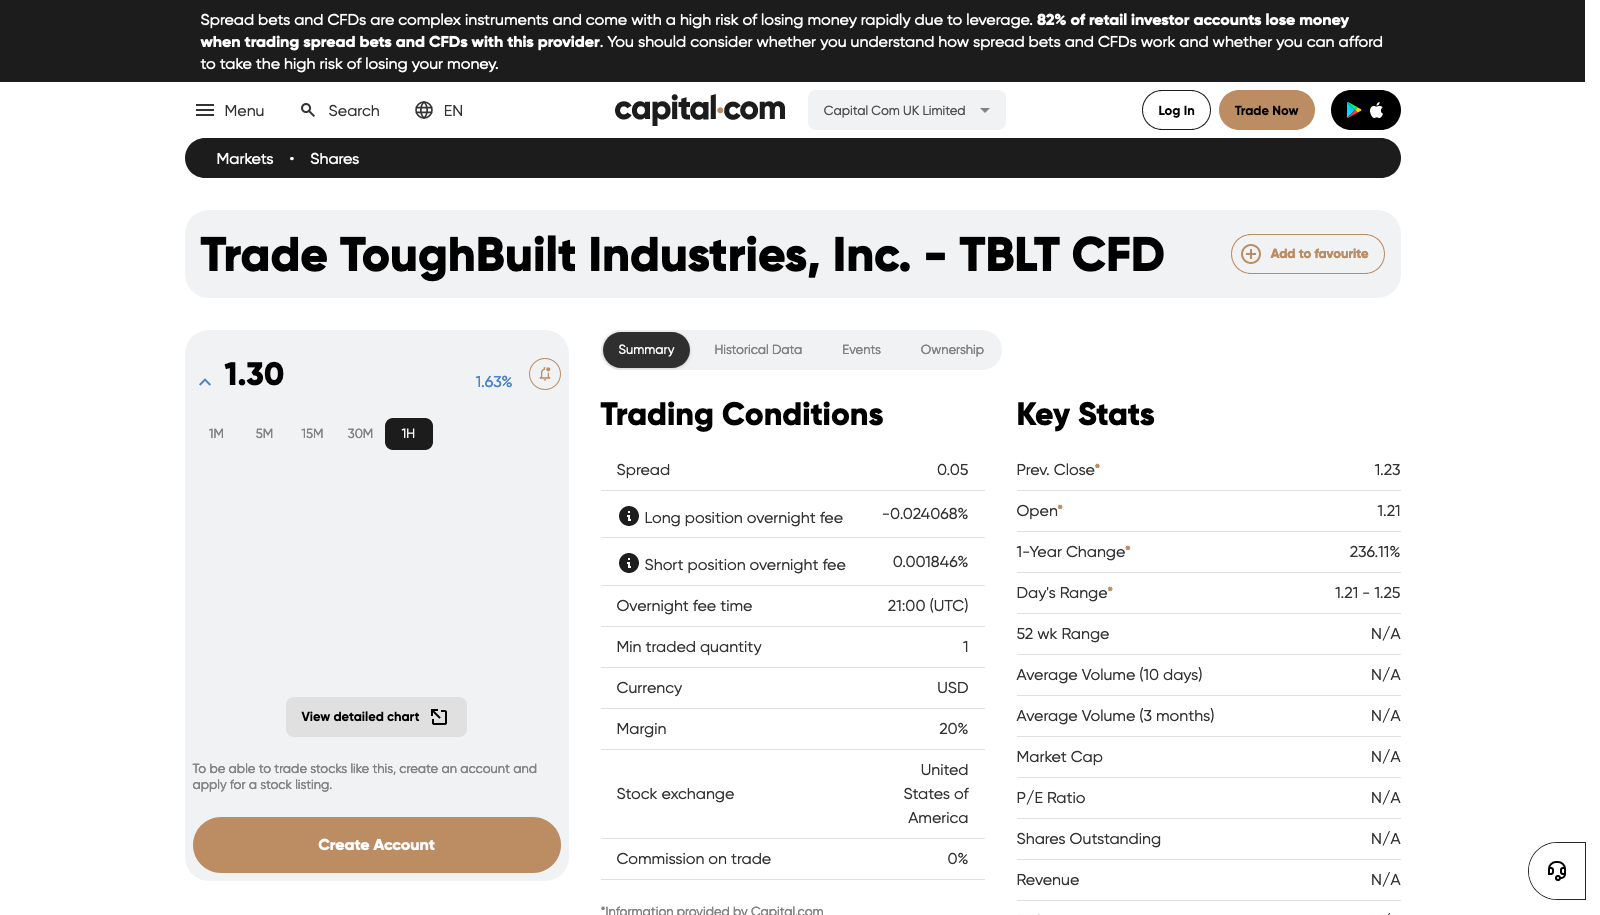 Spread bets and CFDs are complex instruments and come with a high risk of losing money rapidly due to leverage. 82% of retail investor accounts lose money
when trading spread bets and CFDs with this provider. You should consider whether you understand how spread bets and CFDs work and whether you can afford
to take the high risk of losing your money.
Menu
Search
EN
capital.com
Capital Com UK Limited
Log In
Trade Now
Markets • Shares
Trade ToughBuilt Industries, Inc. - TBLT CFD
Add to favourite
1.30
1.63%
1M 5M 15M 30M 1H
View detailed chart
To be able to trade stocks like this, create an account and
apply for a stock listing.
Create Account
Summary Historical Data Events Ownership
Trading Conditions
Spread 0.05
Long position overnight fee -0.024068%
Short position overnight fee 0.001846%
Overnight fee time 21:00 (UTC)
Min traded quantity 1
Currency USD
Margin 20%
Stock exchange United
States of
America
Commission on trade 0%
*Information provided by Capital.com
Key Stats
Prev. Close* 1.23
Open* 1.21
1-Year Change* 236.11%
Day's Range* 1.21 - 1.25
52 wk Range N/A
Average Volume (10 days) N/A
Average Volume (3 months) N/A
Market Cap N/A
P/E Ratio N/A
Shares Outstanding N/A
Revenue N/A